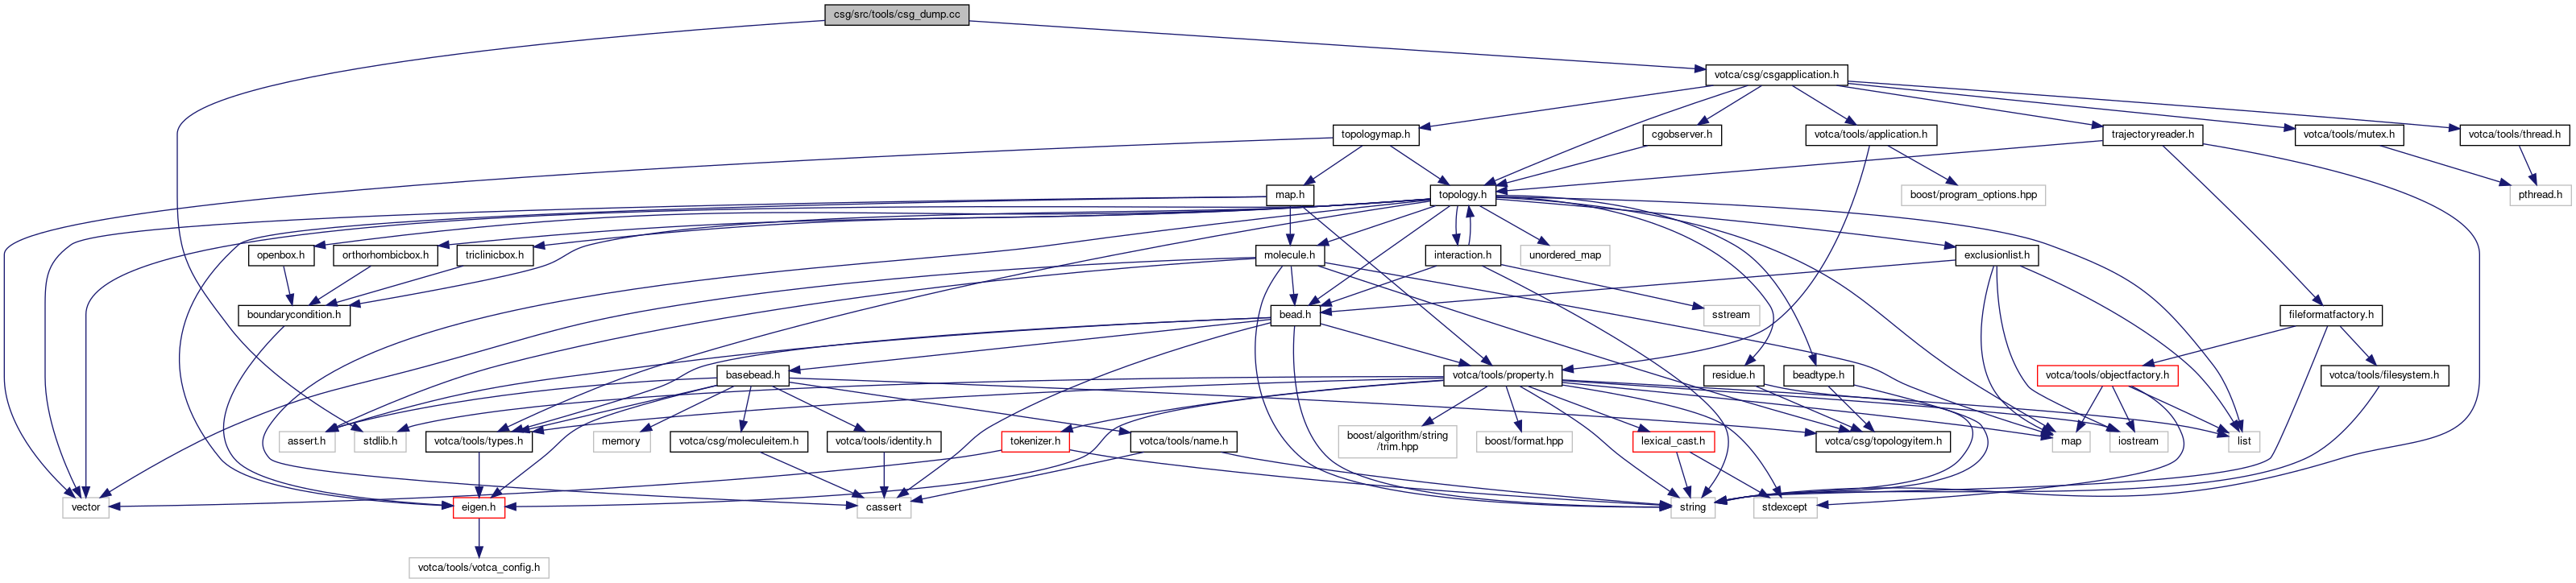 csg/src/tools/csg_dump.cc
votca/csg/csgapplication.h
topologymap.h
cgobserver.h
votca/tools/application.h
trajectoryreader.h
votca/tools/mutex.h
votca/tools/thread.h
map.h
topology.h
boost/program_options.hpp
pthread.h
openbox.h
orthorhombicbox.h
triclinicbox.h
molecule.h
interaction.h
unordered_map
exclusionlist.h
boundarycondition.h
bead.h
sstream
fileformatfactory.h
basebead.h
votca/tools/property.h
residue.h
beadtype.h
votca/tools/objectfactory.h
votca/tools/filesystem.h
assert.h
stdlib.h
votca/tools/types.h
memory
votca/csg/moleculeitem.h
votca/tools/identity.h
tokenizer.h
votca/tools/name.h
boost/algorithm/string
/trim.hpp
boost/format.hpp
lexical_cast.h
votca/csg/topologyitem.h
map
iostream
list
vector
eigen.h
cassert
string
stdexcept
votca/tools/votca_config.h